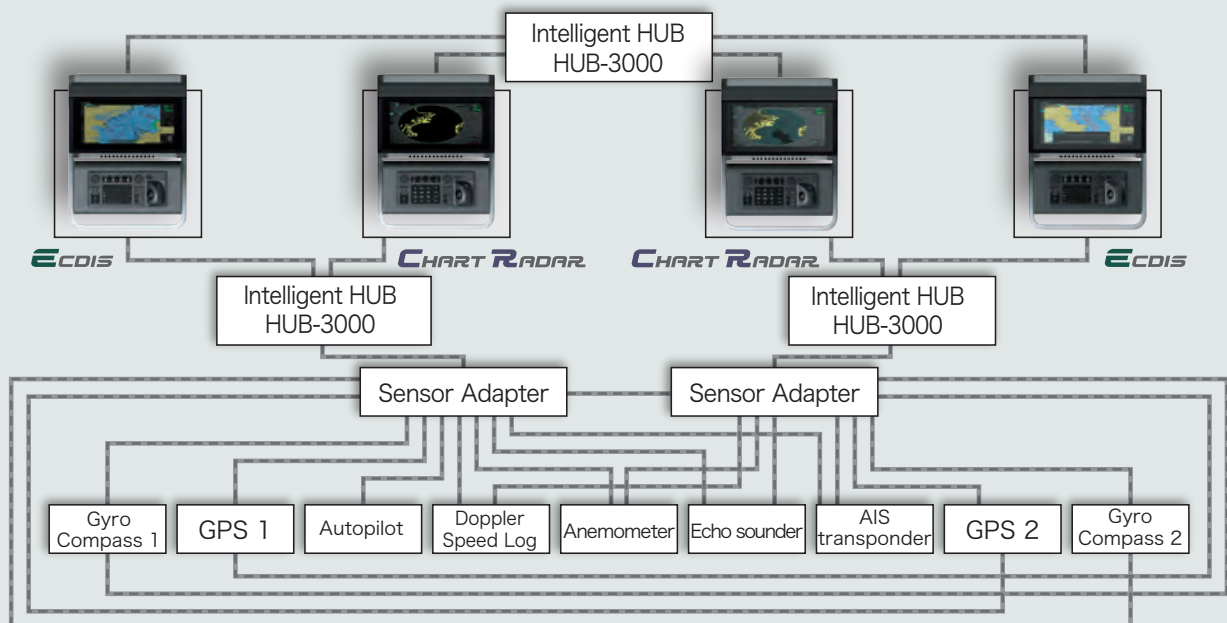 Intelligent HUB
HUB-3000
ECDIS
CHART RADAR
CHART RADAR
ECDIS
Intelligent HUB
HUB-3000
Intelligent HUB
HUB-3000
Sensor Adapter
Sensor Adapter
Gyro
Compass 1
GPS 1
Autopilot
Doppler
Speed Log
Anemometer
Echo sounder
AIS
transponder
GPS 2
Gyro
Compass 2